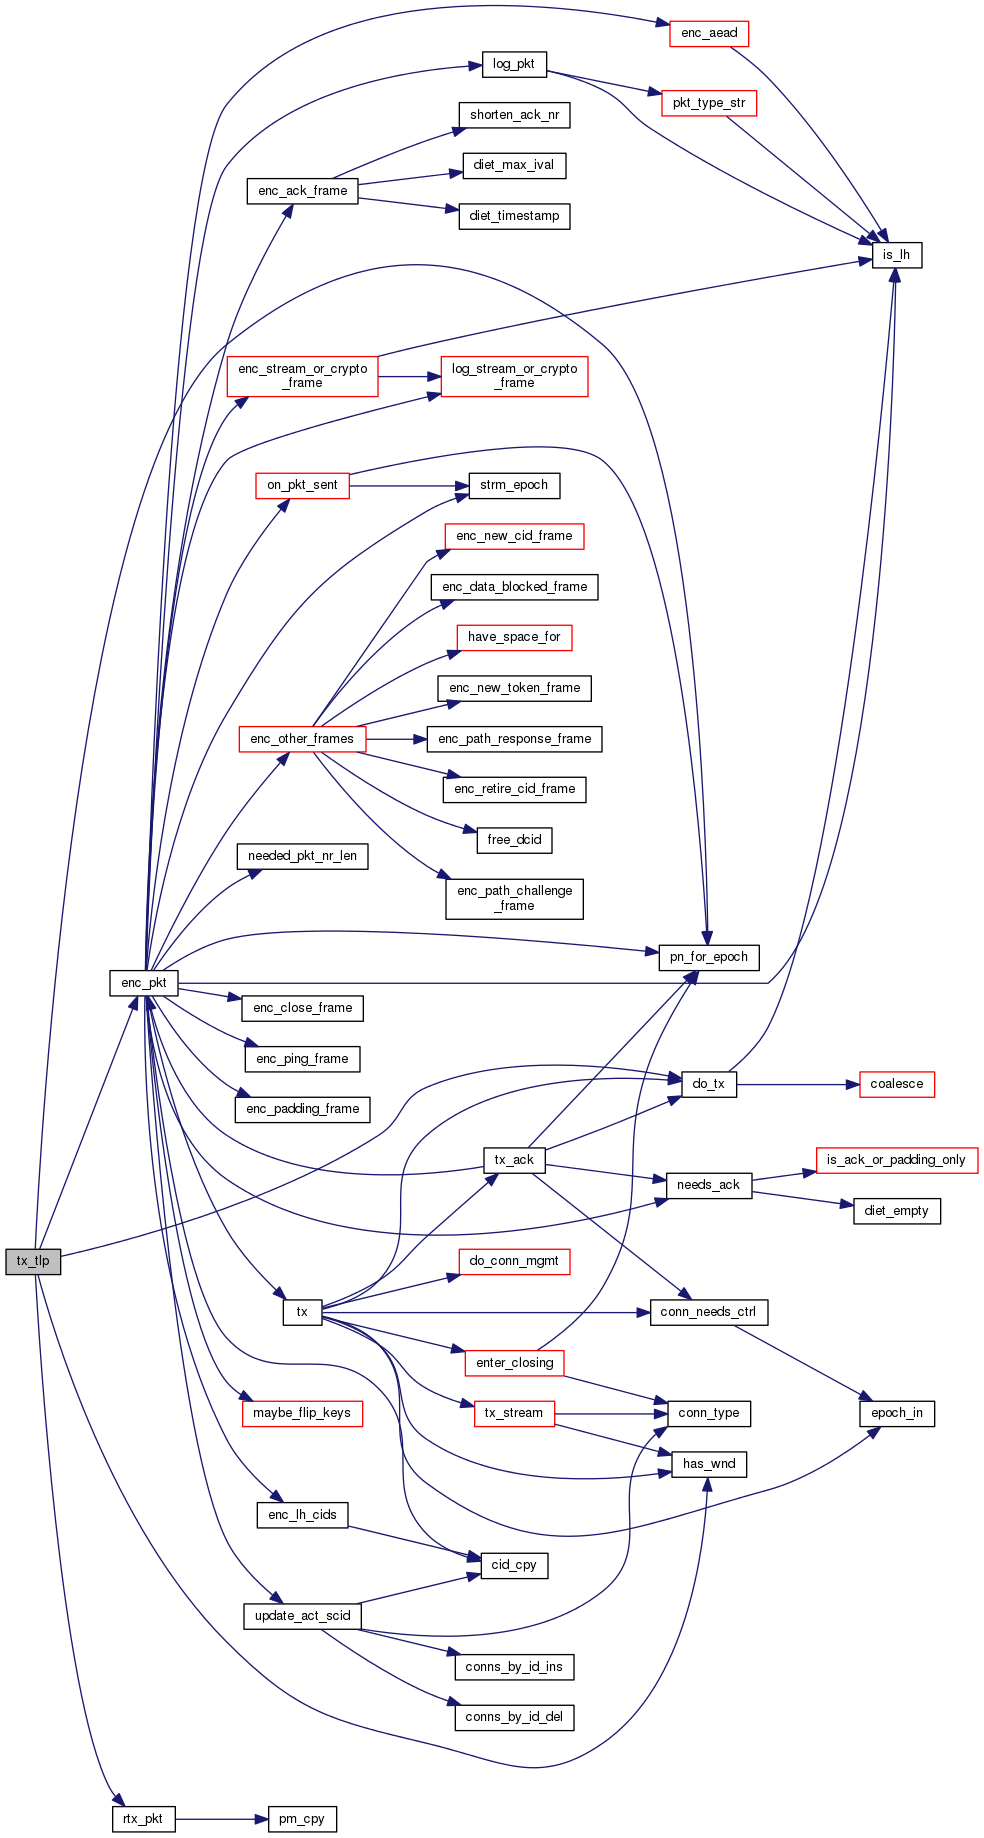 enc_aead
log_pkt
pkt_type_str
shorten_ack_nr
diet_max_ival
enc_ack_frame
diet_timestamp
is_lh
enc_stream_or_crypto
_frame
log_stream_or_crypto
_frame
on_pkt_sent
strm_epoch
enc_new_cid_frame
enc_data_blocked_frame
have_space_for
enc_new_token_frame
enc_other_frames
enc_path_response_frame
enc_retire_cid_frame
free_dcid
needed_pkt_nr_len
enc_path_challenge
_frame
pn_for_epoch
enc_pkt
enc_close_frame
enc_ping_frame
do_tx
coalesce
enc_padding_frame
tx_ack
is_ack_or_padding_only
needs_ack
diet_empty
tx_tlp
do_conn_mgmt
tx
conn_needs_ctrl
enter_closing
maybe_flip_keys
tx_stream
conn_type
epoch_in
has_wnd
enc_lh_cids
cid_cpy
update_act_scid
conns_by_id_ins
conns_by_id_del
rtx_pkt
pm_cpy